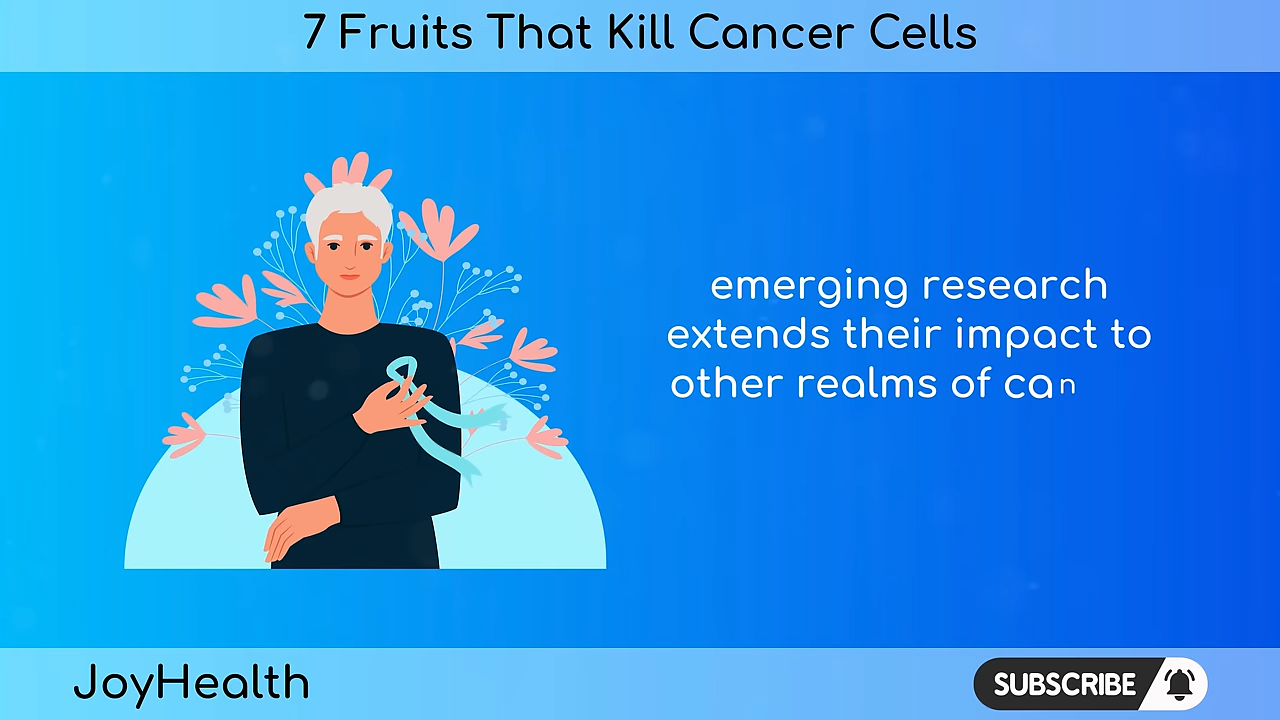 7 Fruits That Kill Cancer Cells
emerging research
extends their impact to
other realms of can
JoyHealth
SUBSCRIBE